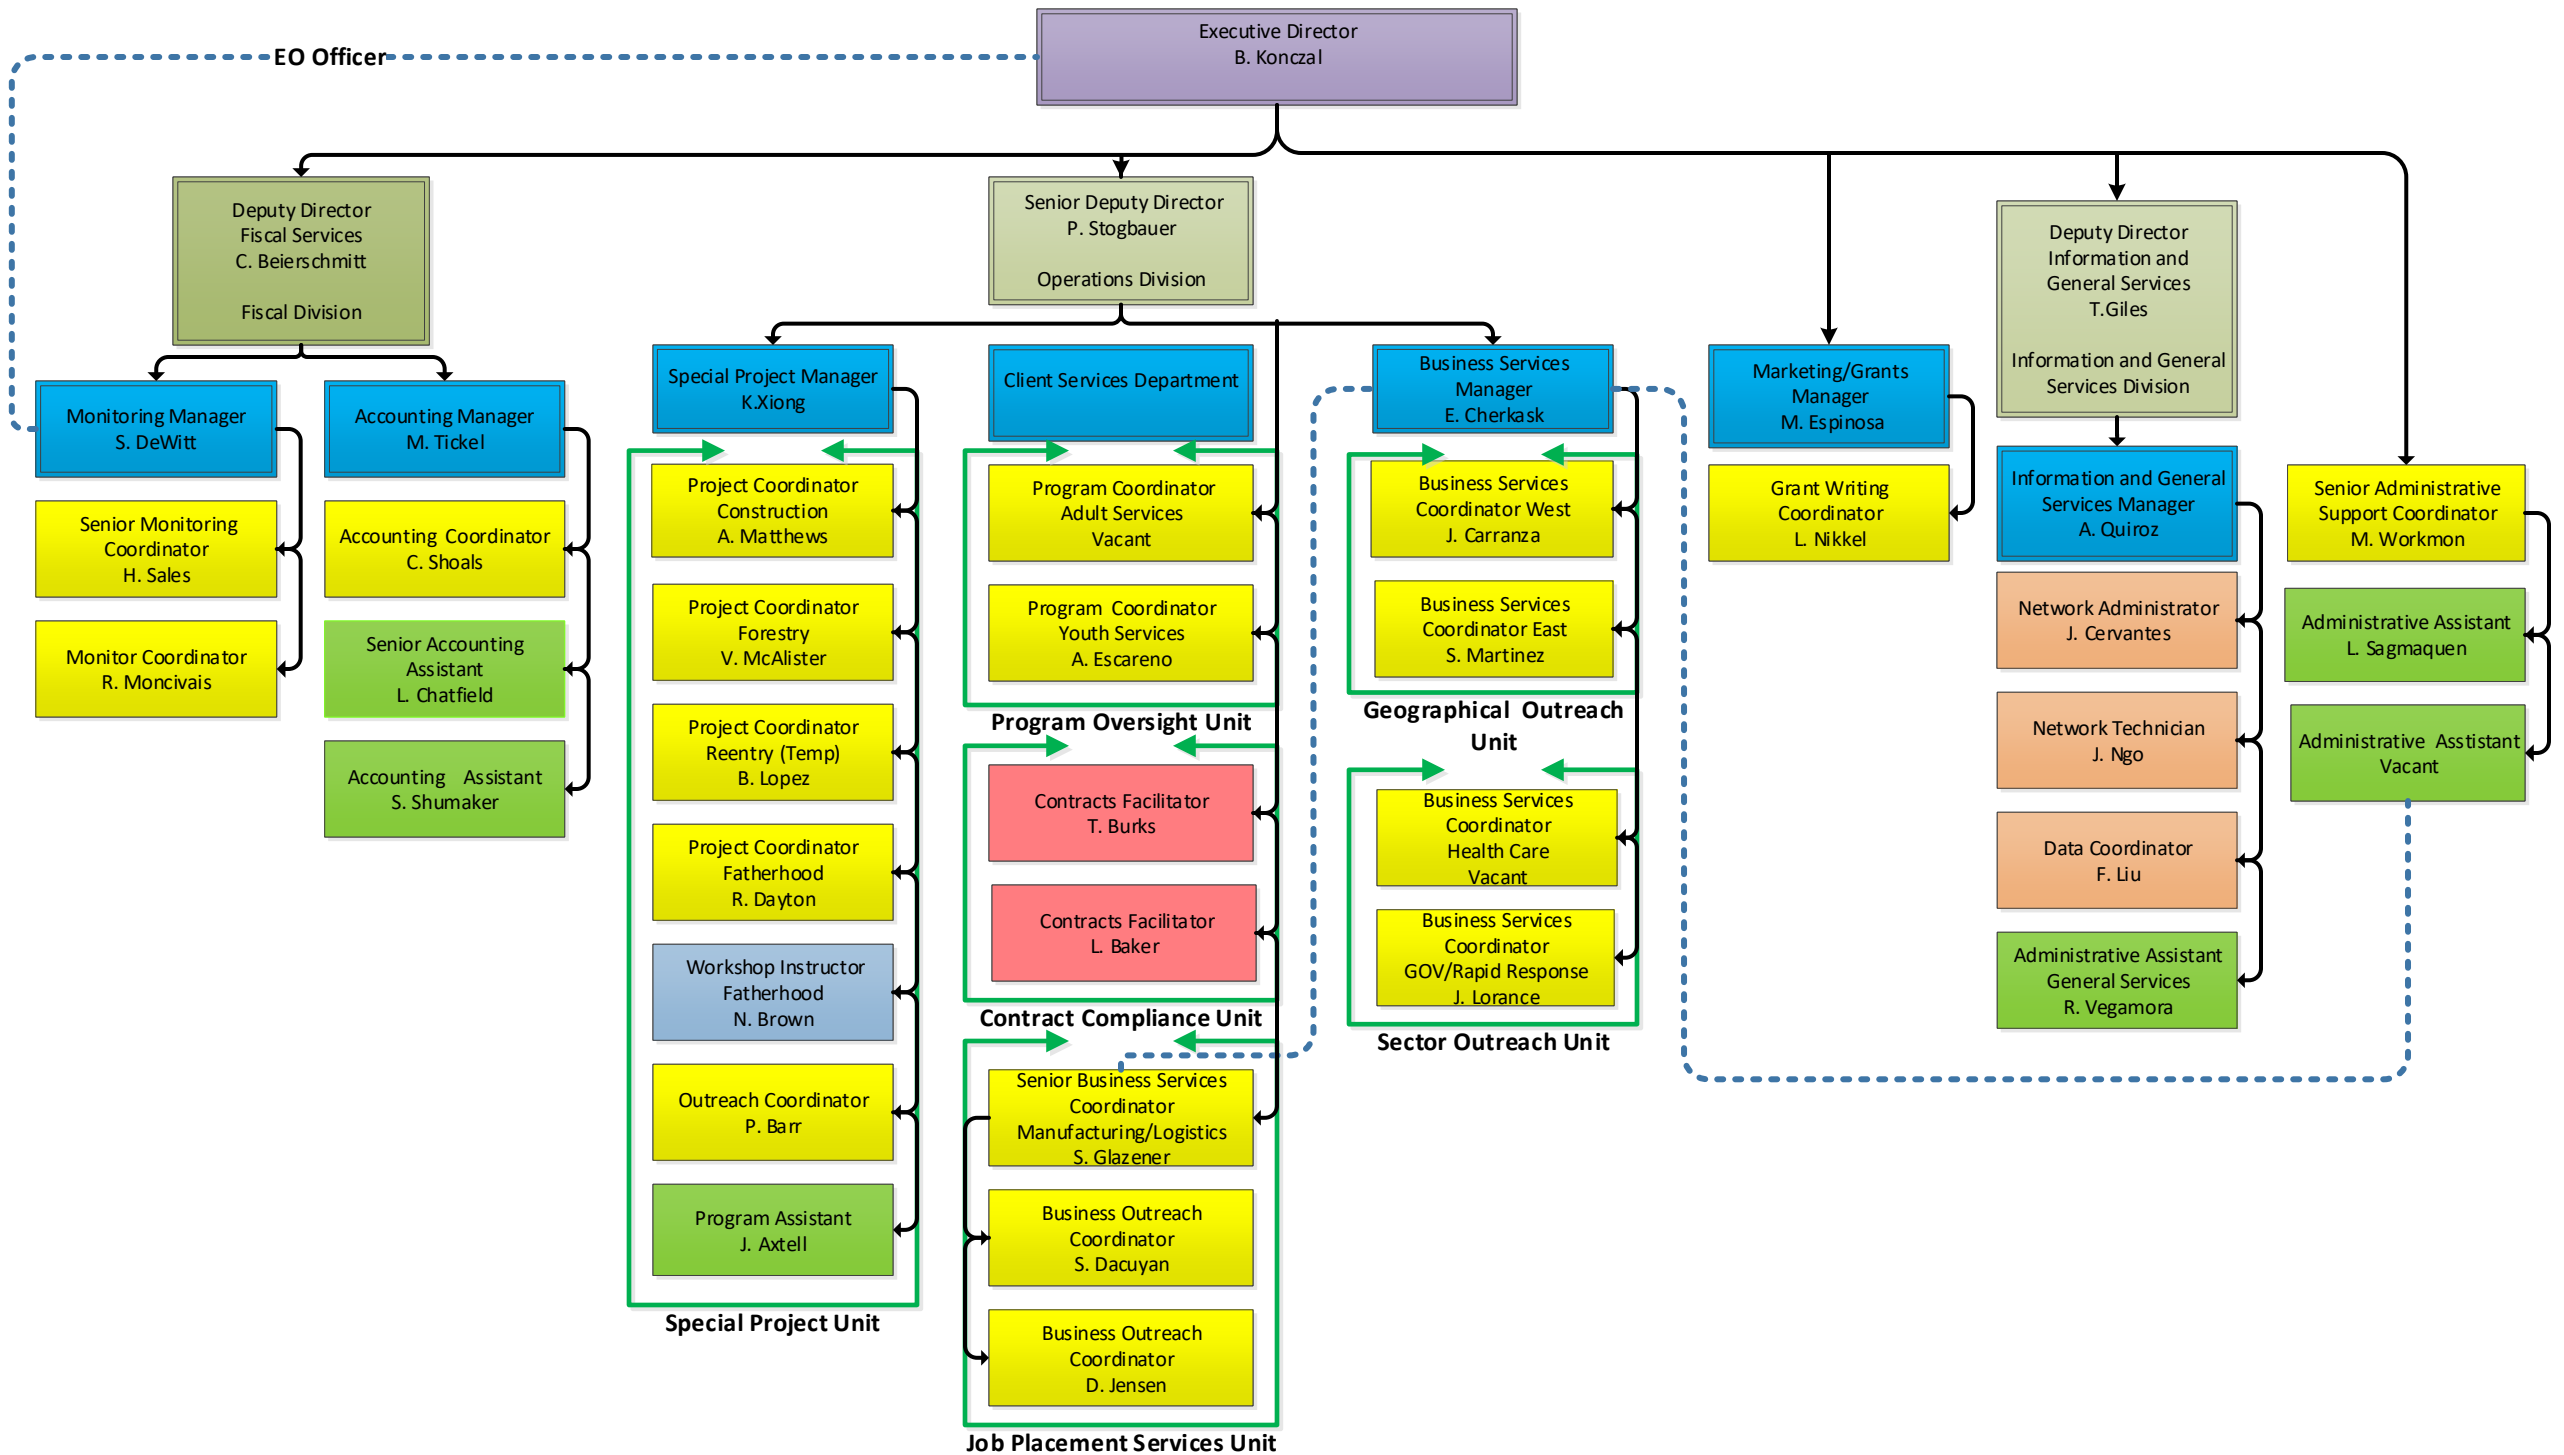 Executive Director
B. Konczal
EO Officer
Deputy Director
Fiscal Services
C. Beierschmitt
Fiscal Division
Senior Deputy Director
P. Stogbauer
Operations Division
Deputy Director
Information and
General Services
T.Giles
Information and General
Services Division
Monitoring Manager
S. DeWitt
Senior Monitoring
Coordinator
H. Sales
Monitor Coordinator
R. Moncivais
Accounting Manager
M. Tickel
Accounting Coordinator
C. Shoals
Senior Accounting
Assistant
L. Chatfield
Accounting Assistant
S. Shumaker
Special Project Manager
K.Xiong
Project Coordinator
Construction
A. Matthews
Project Coordinator
Forestry
V. McAlister
Project Coordinator
Reentry (Temp)
B. Lopez
Project Coordinator
Fatherhood
R. Dayton
Workshop Instructor
Fatherhood
N. Brown
Outreach Coordinator
P. Barr
Program Assistant
J. Axtell
Special Project Unit
Client Services Department
Program Coordinator
Adult Services
Vacant
Program Coordinator
Youth Services
A. Escareno
Program Oversight Unit
Contracts Facilitator
T. Burks
Contracts Facilitator
L. Baker
Contract Compliance Unit
Senior Business Services
Coordinator
Manufacturing/Logistics
S. Glazener
Business Outreach
Coordinator
S. Dacuyan
Business Outreach
Coordinator
D. Jensen
Job Placement Services Unit
Business Services
Manager
E. Cherkask
Business Services
Coordinator West
J. Carranza
Business Services
Coordinator East
S. Martinez
Geographical Outreach
Unit
Business Services
Coordinator
Health Care
Vacant
Business Services
Coordinator
GOV/Rapid Response
J. Lorance
Sector Outreach Unit
Marketing/Grants
Manager
M. Espinosa
Grant Writing
Coordinator
L. Nikkel
Information and General
Services Manager
A. Quiroz
Network Administrator
J. Cervantes
Network Technician
J. Ngo
Data Coordinator
F. Liu
Administrative Assistant
General Services
R. Vegamora
Senior Administrative
Support Coordinator
M. Workmon
Administrative Assistant
L. Sagmaquen
Administrative Asstistant
Vacant